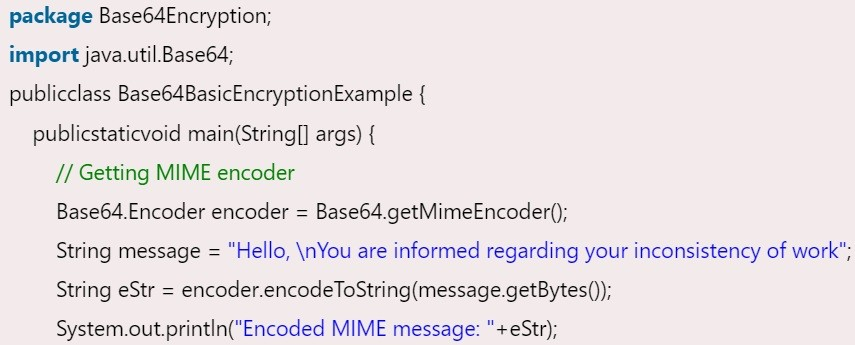 package Base64Encryption;
import java.util.Base64;
publicclass Base64BasicEncryptionExample {
publicstaticvoid main(String[] args) {
// Getting MIME encoder
Base64.Encoder encoder = Base64.getMimeEncoder();
String message = "Hello, \nYou are informed regarding your inconsistency of work";
String eStr = encoder.encodeToString(message.getBytes());
System.out.println("Encoded MIME message: "+eStr);